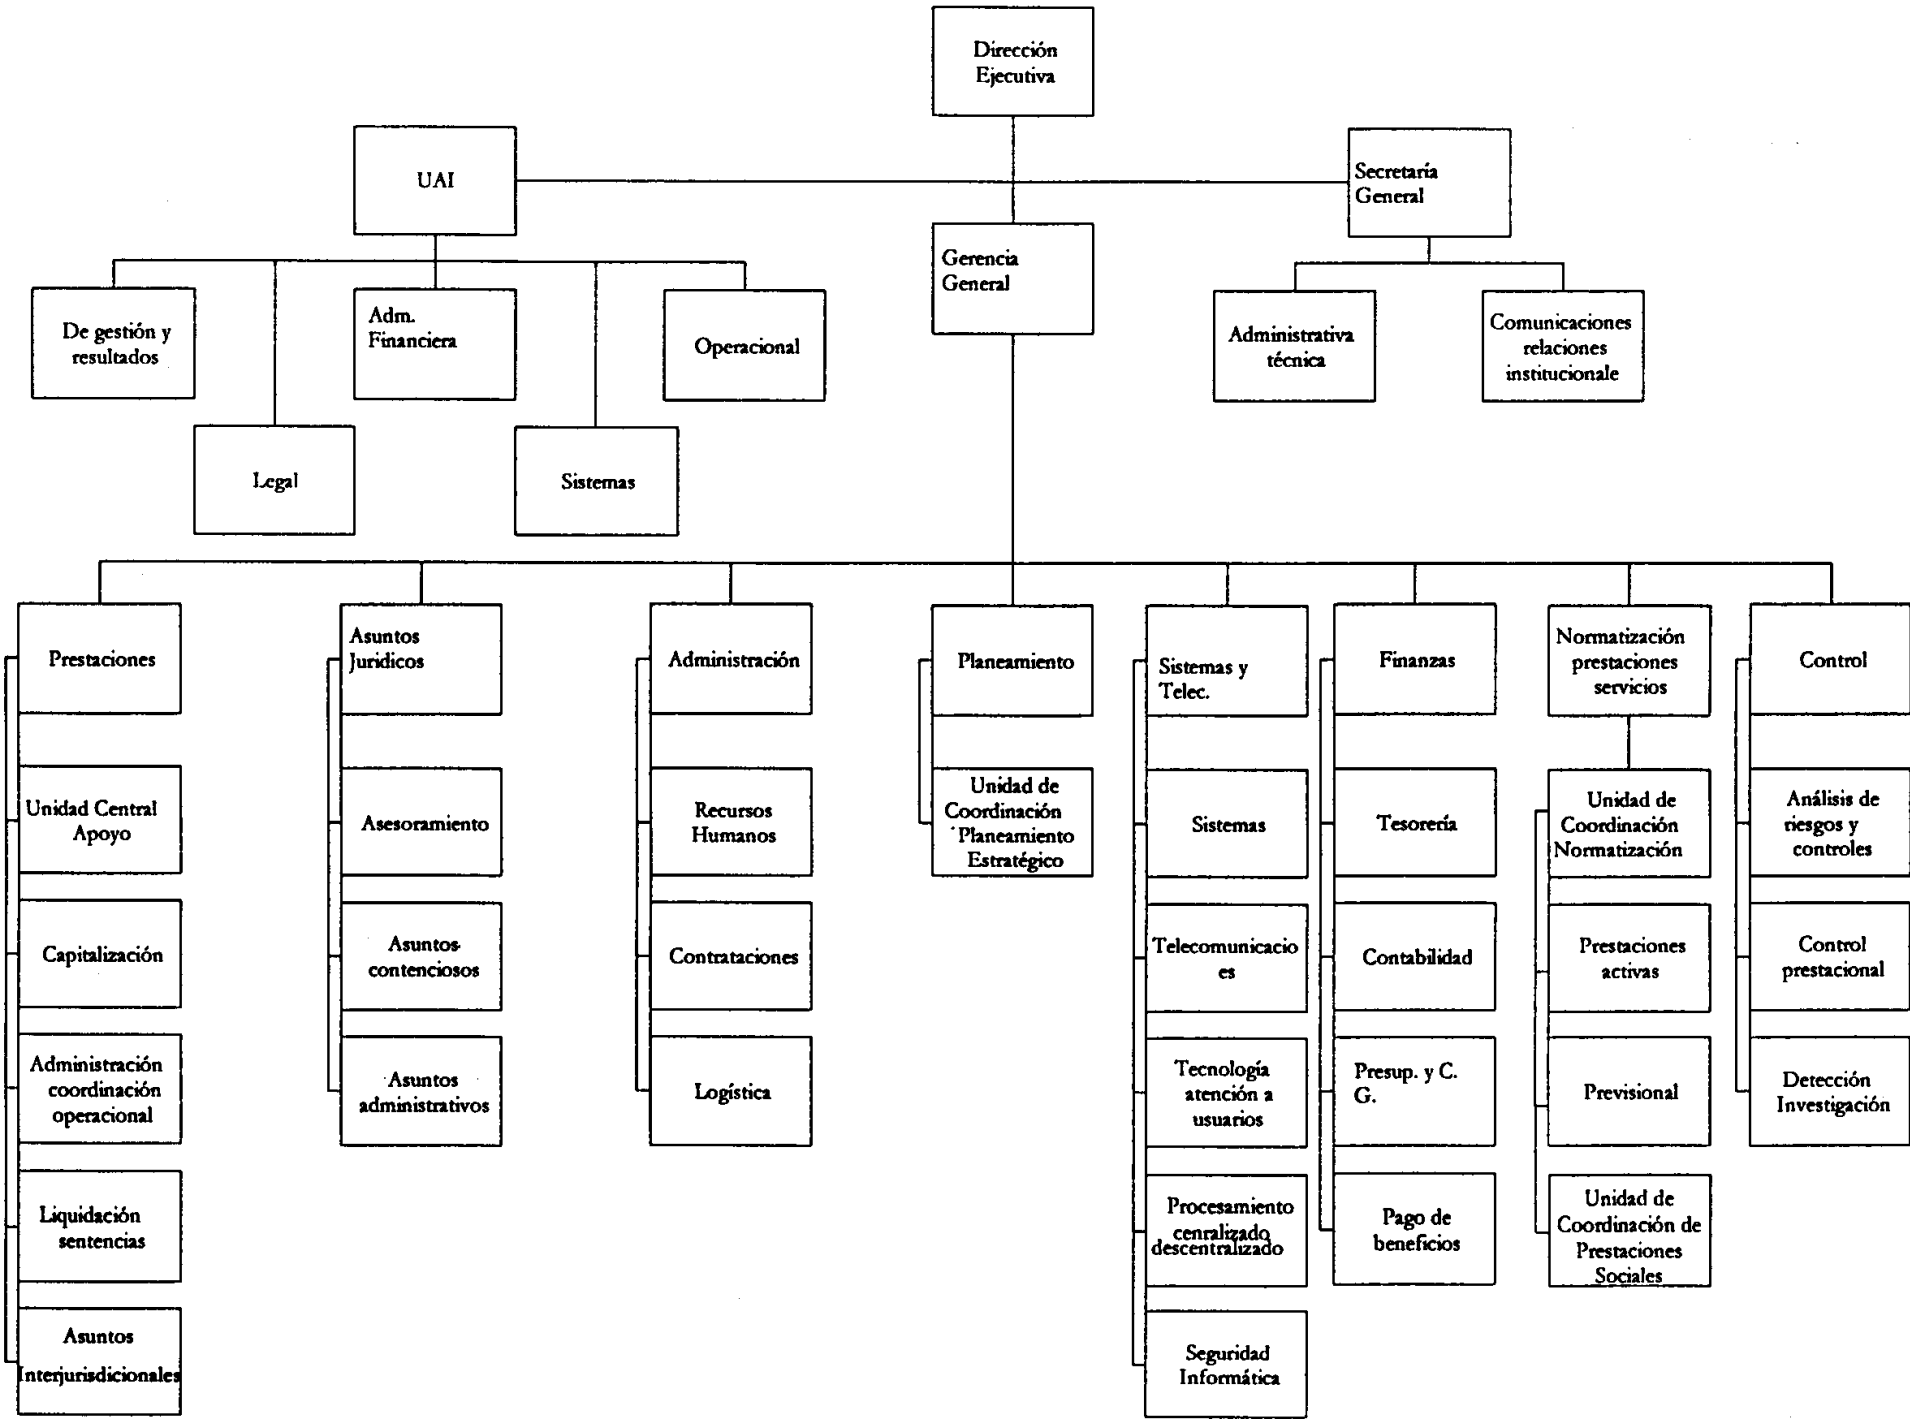 Dirección
Ejecutiva
UAI
Secretaría
General
Gerencia
General
De gestión y
resultados
Adm.
Financiera
Operacional
Administrativa
técnica
Comunicaciones
relaciones
institucionale
Legal
Sistemas
Prestaciones
Unidad Central
Apoyo
Capitalización
Administración
coordinación
operacional
Liquidación
sentencias
Asuntos
Interjurisdicionales
Asuntos
Juridicos
Asesoramiento
Asuntos
contenciosos
Asuntos
administrativos
Administración
Recursos
Humanos
Contrataciones
Logística
Planeamiento
Unidad de
Coordinación
Planeamiento
Estratégico
Sistemas y
Telec.
Sistemas
Telecomunicacio
es
Tecnología
atención a
usuarios
Procesamiento
cenralizado
descentralizado
Seguridad
Informática
Finanzas
Tesorería
Contabilidad
Presup. y C.
G.
Pago de
beneficios
Normatización
prestaciones
servicios
Unidad de
Coordinación
Normatización
Prestaciones
activas
Previsional
Unidad de
Coordinación de
Prestaciones
Sociales
Control
Análisis de
riesgos y
controles
Control
prestacional
Detección
Investigación